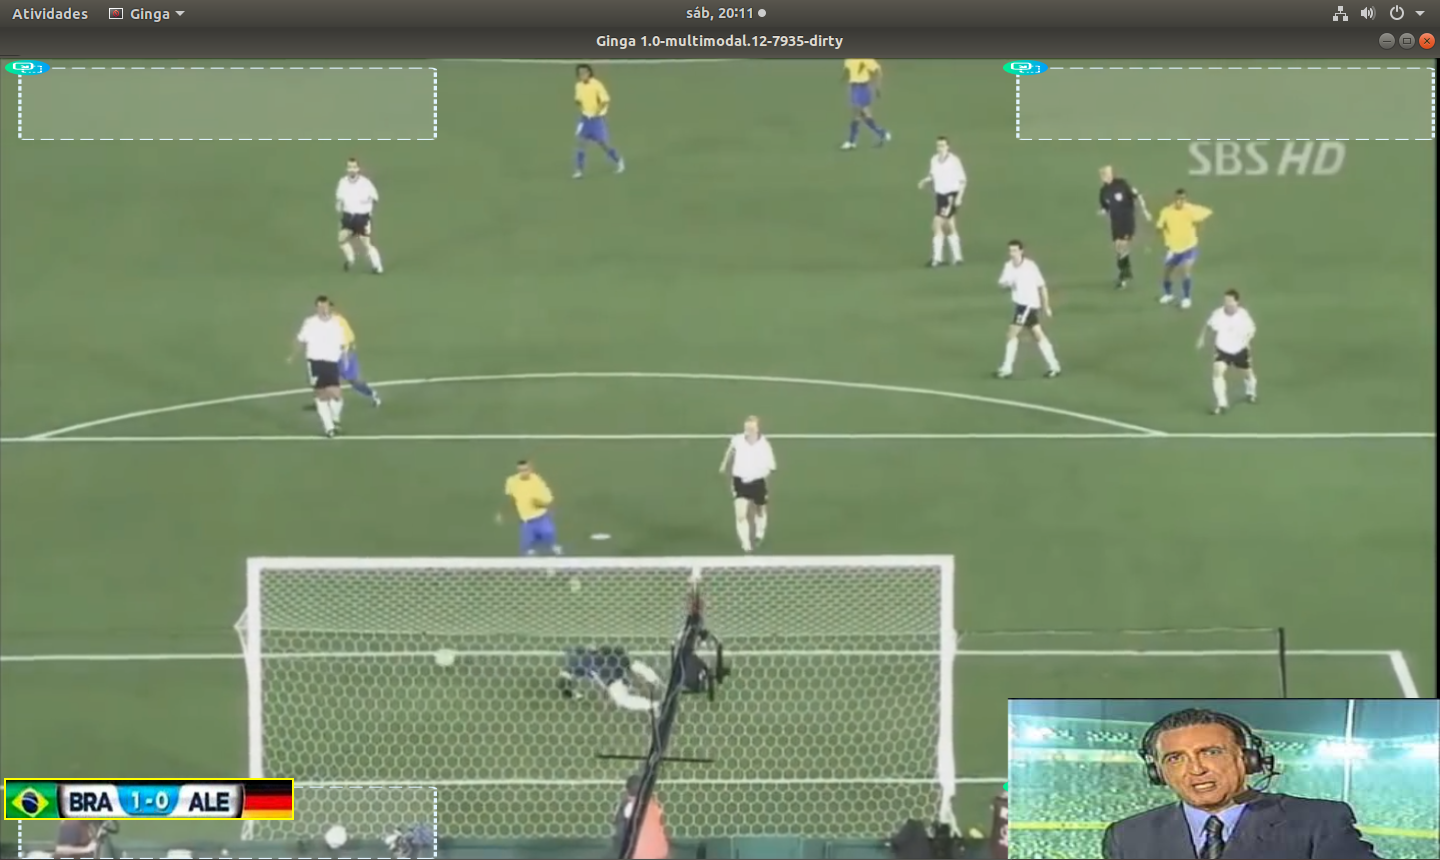 Atividades Ginga sáb, 20:11
Ginga 1.0-multimodal.12-7935-dirty
SBS HD
BRA 1-0 ALE